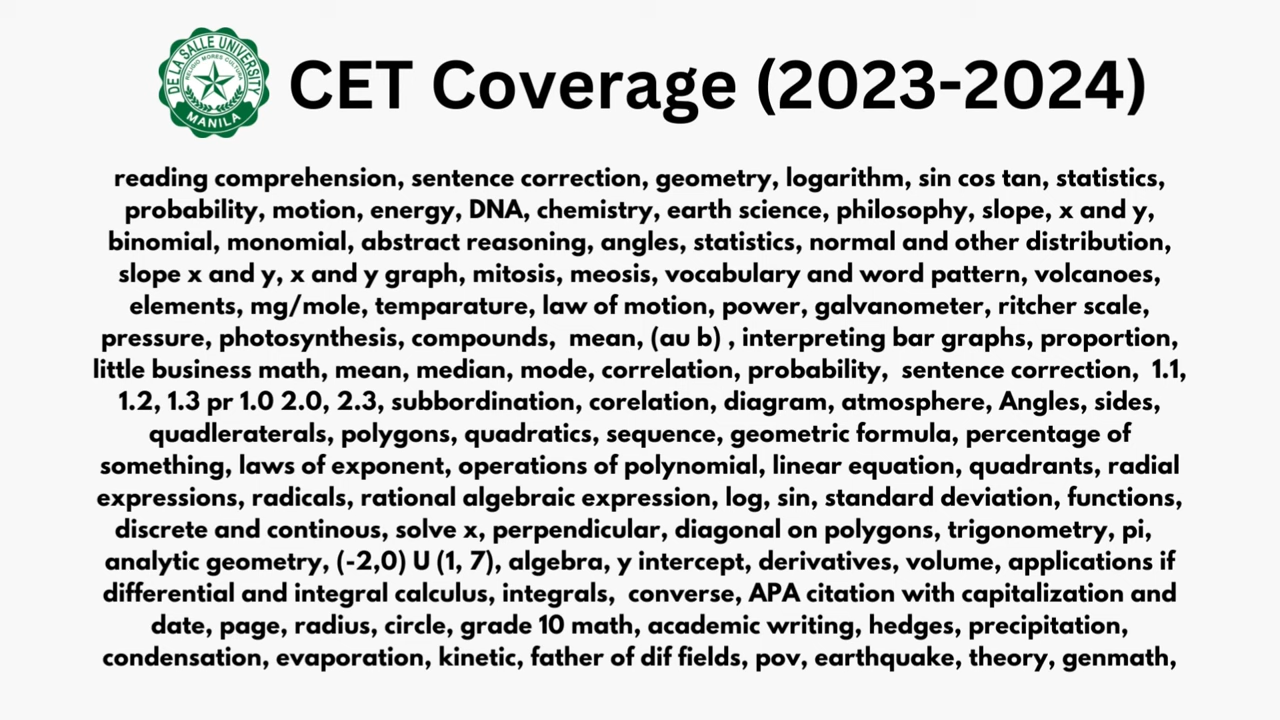 DE LA SALLE UNIVERSITY
RELIGIO MORES CULTURA
MANILA
CET Coverage (2023-2024)
reading comprehension, sentence correction, geometry, logarithm, sin cos tan, statistics,
probability, motion, energy, DNA, chemistry, earth science, philosophy, slope, x and y,
binomial, monomial, abstract reasoning, angles, statistics, normal and other distribution,
slope x and y, x and y graph, mitosis, meosis, vocabulary and word pattern, volcanoes,
elements, mg/mole, temparature, law of motion, power, galvanometer, ritcher scale,
pressure, photosynthesis, compounds,  mean, (au b) , interpreting bar graphs, proportion,
little business math, mean, median, mode, correlation, probability,  sentence correction,  1.1,
1.2, 1.3 pr 1.0 2.0, 2.3, subbordination, corelation, diagram, atmosphere, Angles, sides,
quadleraterals, polygons, quadratics, sequence, geometric formula, percentage of
something, laws of exponent, operations of polynomial, linear equation, quadrants, radial
expressions, radicals, rational algebraic expression, log, sin, standard deviation, functions,
discrete and continous, solve x, perpendicular, diagonal on polygons, trigonometry, pi,
analytic geometry, (-2,0) U (1, 7), algebra, y intercept, derivatives, volume, applications if
differential and integral calculus, integrals,  converse, APA citation with capitalization and
date, page, radius, circle, grade 10 math, academic writing, hedges, precipitation,
condensation, evaporation, kinetic, father of dif fields, pov, earthquake, theory, genmath,